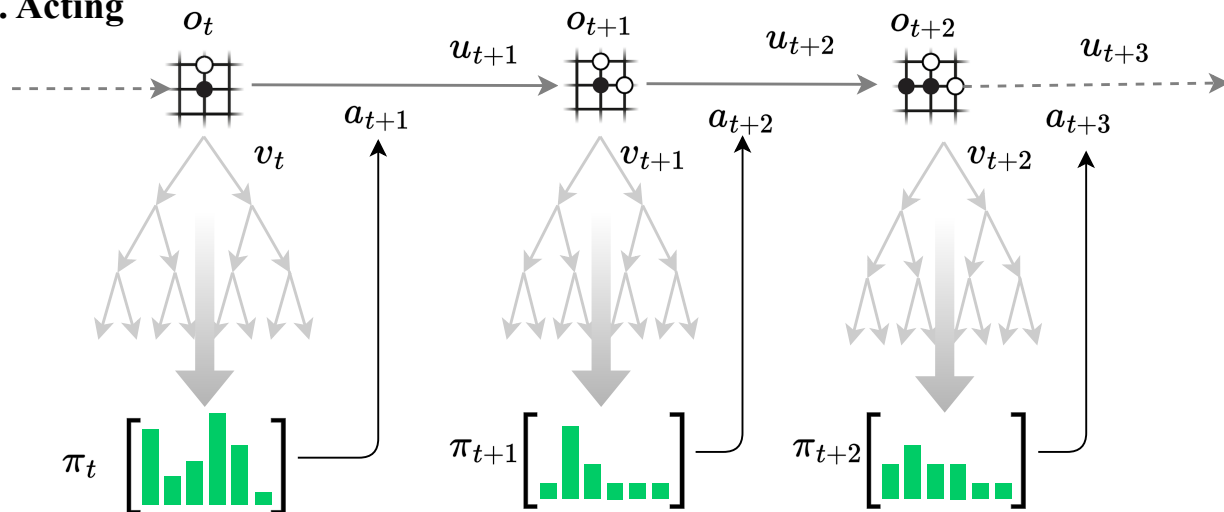 . Acting
o_t o_{t+1} o_{t+2}
u_{t+1} u_{t+2} u_{t+3}
a_{t+1} a_{t+2} a_{t+3}
v_t v_{t+1} v_{t+2}
π_t π_{t+1} π_{t+2}